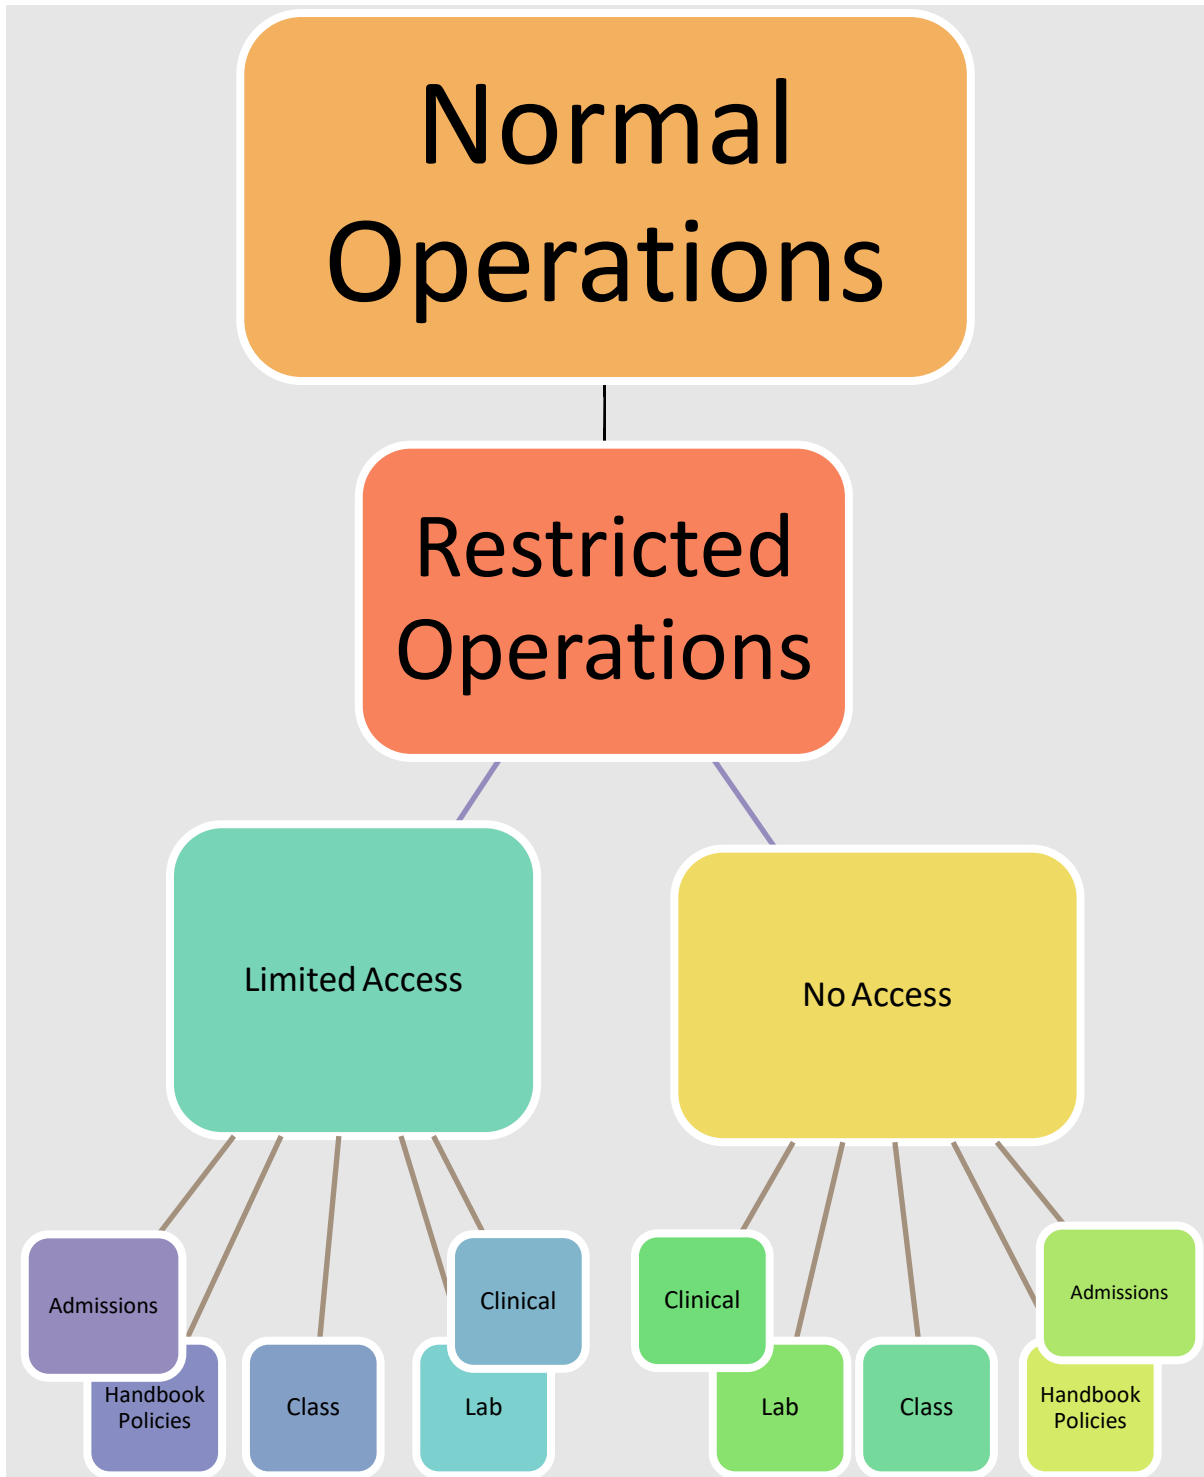 Normal
Operations
Restricted
Operations
Limited Access
No Access
Admissions
Handbook
Policies
Class
Lab
Clinical
Clinical
Lab
Class
Handbook
Policies
Admissions